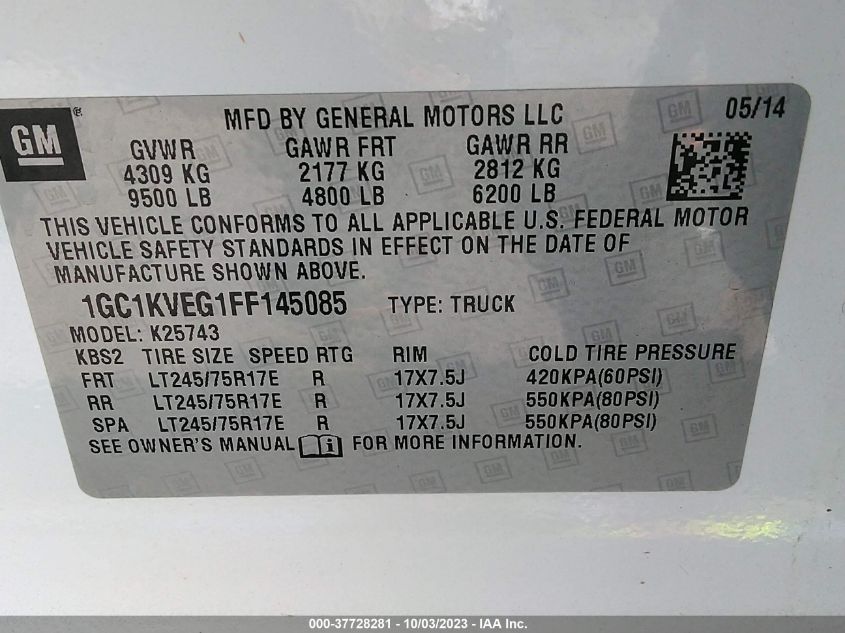 GM
MFD BY GENERAL MOTORS LLC 05/14
GVWR GAWR FRT GAWR RR
4309 KG 2177 KG 2812 KG
9500 LB 4800 LB 6200 LB
THIS VEHICLE CONFORMS TO ALL APPLICABLE U.S. FEDERAL MOTOR
VEHICLE SAFETY STANDARDS IN EFFECT ON THE DATE OF
MANUFACTURE SHOWN ABOVE.
1GC1KVEG1FF145085 TYPE: TRUCK
MODEL: K25743
KBS2 TIRE SIZE SPEED RTG RIM COLD TIRE PRESSURE
FRT LT245/75R17E R 17X7.5J 420KPA(60PSI)
RR LT245/75R17E R 17X7.5J 550KPA(80PSI)
SPA LT245/75R17E R 17X7.5J 550KPA(80PSI)
SEE OWNER'S MANUAL i FOR MORE INFORMATION.
000-37728281 - 10/03/2023 - IAA Inc.